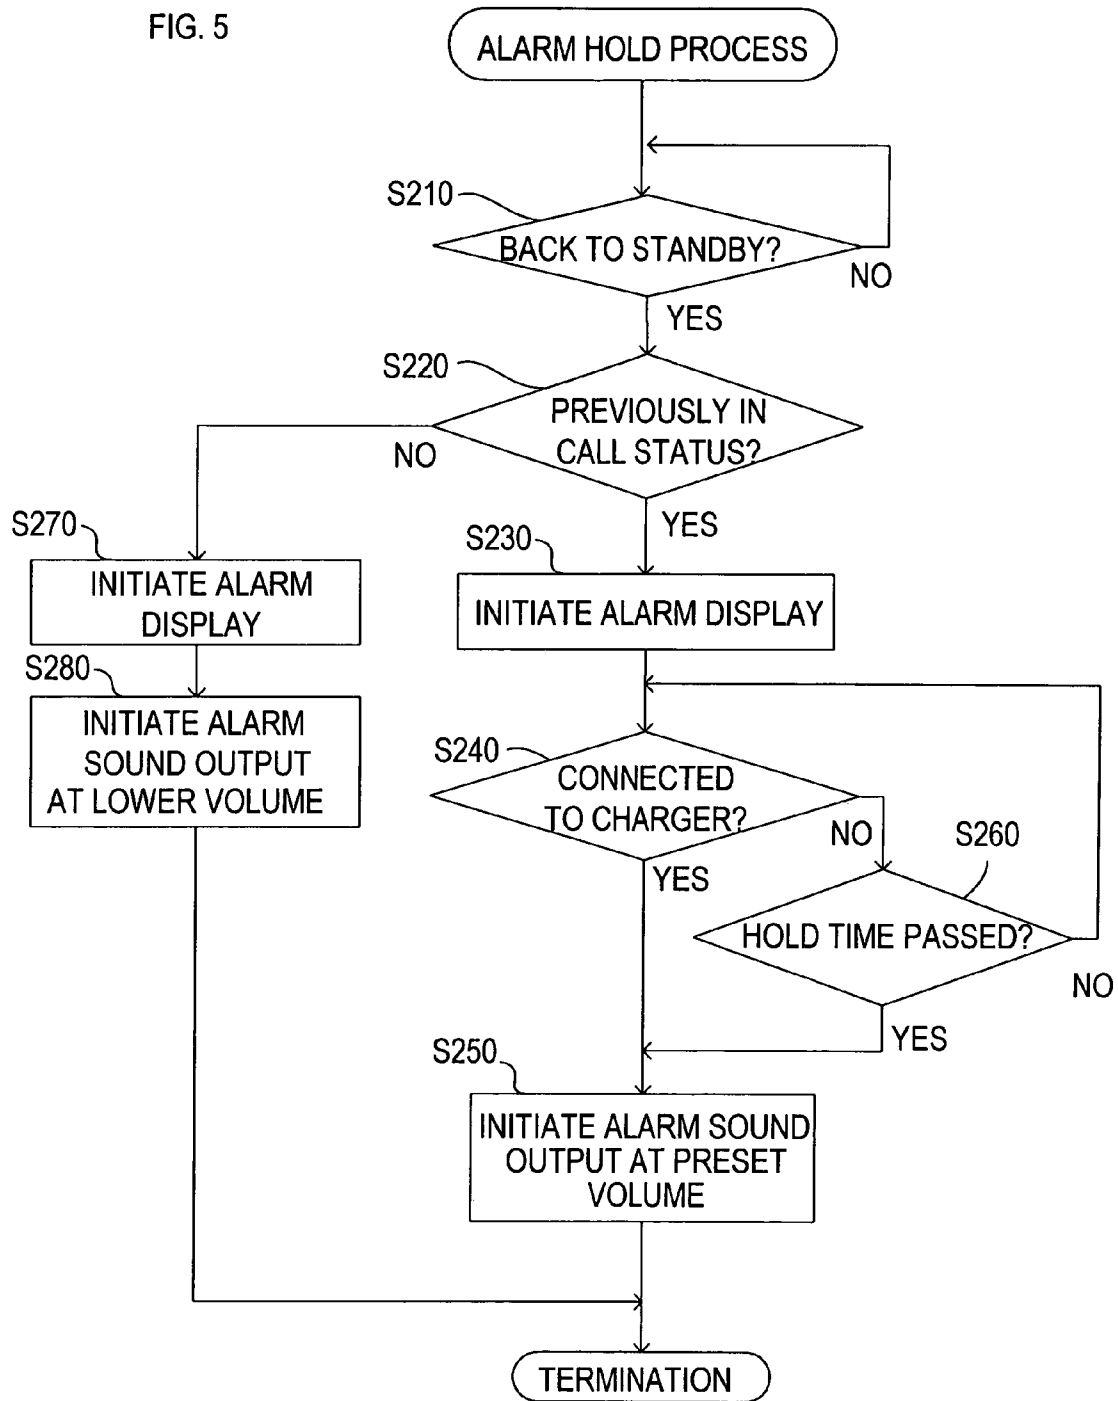 FIG. 5
ALARM HOLD PROCESS
S210
BACK TO STANDBY?
NO
YES
S220
PREVIOUSLY IN
CALL STATUS?
NO
YES
S270
INITIATE ALARM
DISPLAY
S230
INITIATE ALARM DISPLAY
S280
INITIATE ALARM
SOUND OUTPUT
AT LOWER VOLUME
S240
CONNECTED
TO CHARGER?
NO
YES
S260
HOLD TIME PASSED?
NO
YES
S250
INITIATE ALARM SOUND
OUTPUT AT PRESET
VOLUME
TERMINATION